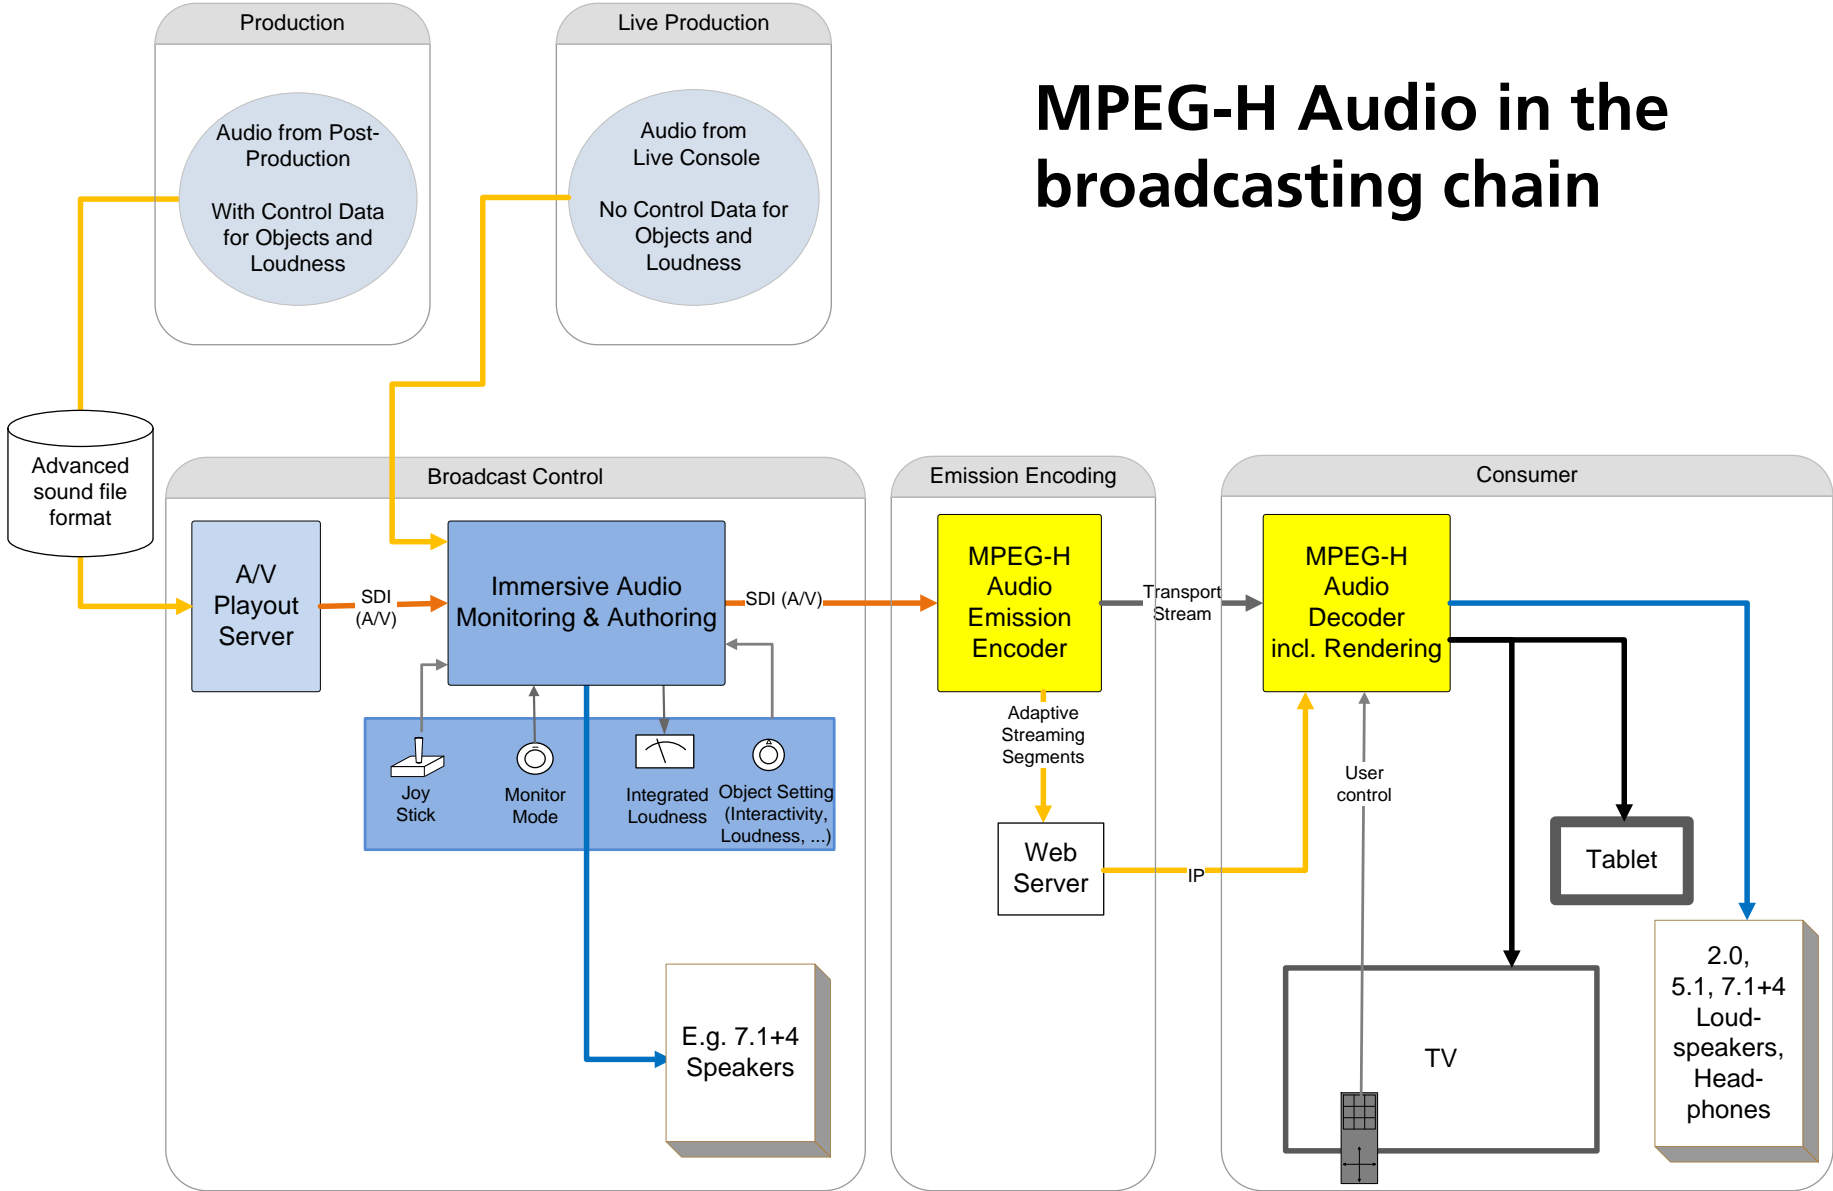 Production
Live Production
MPEG-H Audio in the
broadcasting chain
Audio from Post-
Production
With Control Data
for Objects and
Loudness
Audio from
Live Console
No Control Data for
Objects and
Loudness
Advanced
sound file
format
Broadcast Control
A/V
Playout
Server
SDI
(A/V)
Immersive Audio
Monitoring & Authoring
SDI (A/V)
Joy
Stick
Monitor
Mode
Integrated
Loudness
Object Setting
(Interactivity,
Loudness, ...)
E.g. 7.1+4
Speakers
Emission Encoding
MPEG-H
Audio
Emission
Encoder
Transport
Stream
Adaptive
Streaming
Segments
Web
Server
IP
Consumer
MPEG-H
Audio
Decoder
incl. Rendering
User
control
Tablet
TV
2.0,
5.1, 7.1+4
Loud-
speakers,
Head-
phones